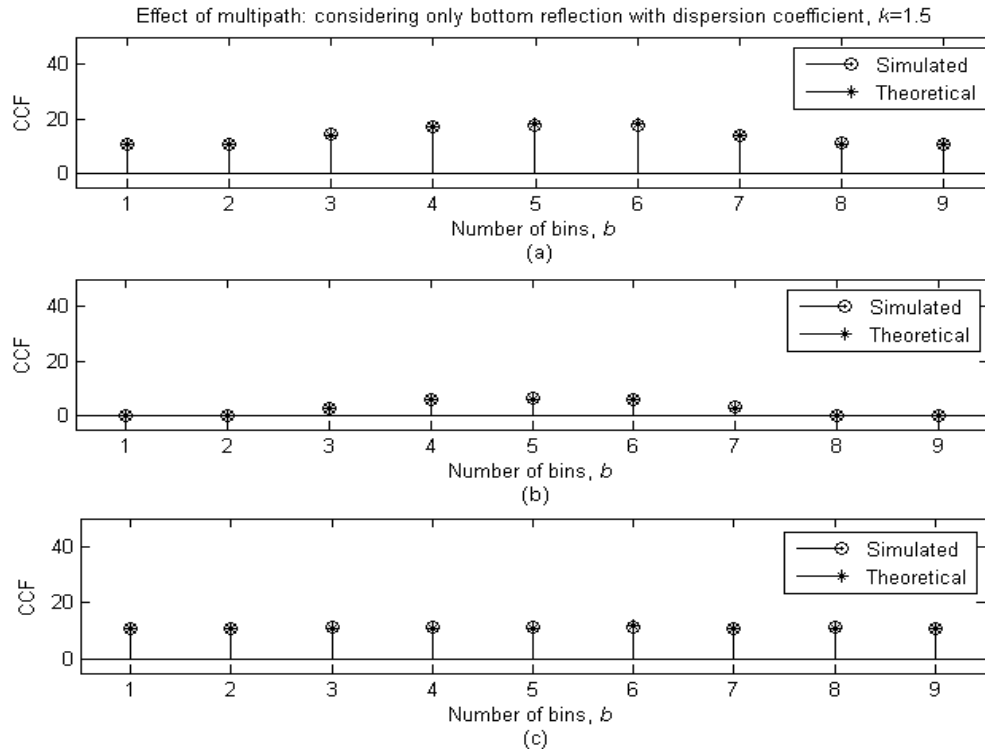 Effect of multipath: considering only bottom reflection with dispersion coefficient, k=1.5
40
20
0
CCF
Simulated
Theoretical
1 2 3 4 5 6 7 8 9
Number of bins, b
(a)
40
20
0
CCF
Simulated
Theoretical
1 2 3 4 5 6 7 8 9
Number of bins, b
(b)
40
20
0
CCF
Simulated
Theoretical
1 2 3 4 5 6 7 8 9
Number of bins, b
(c)